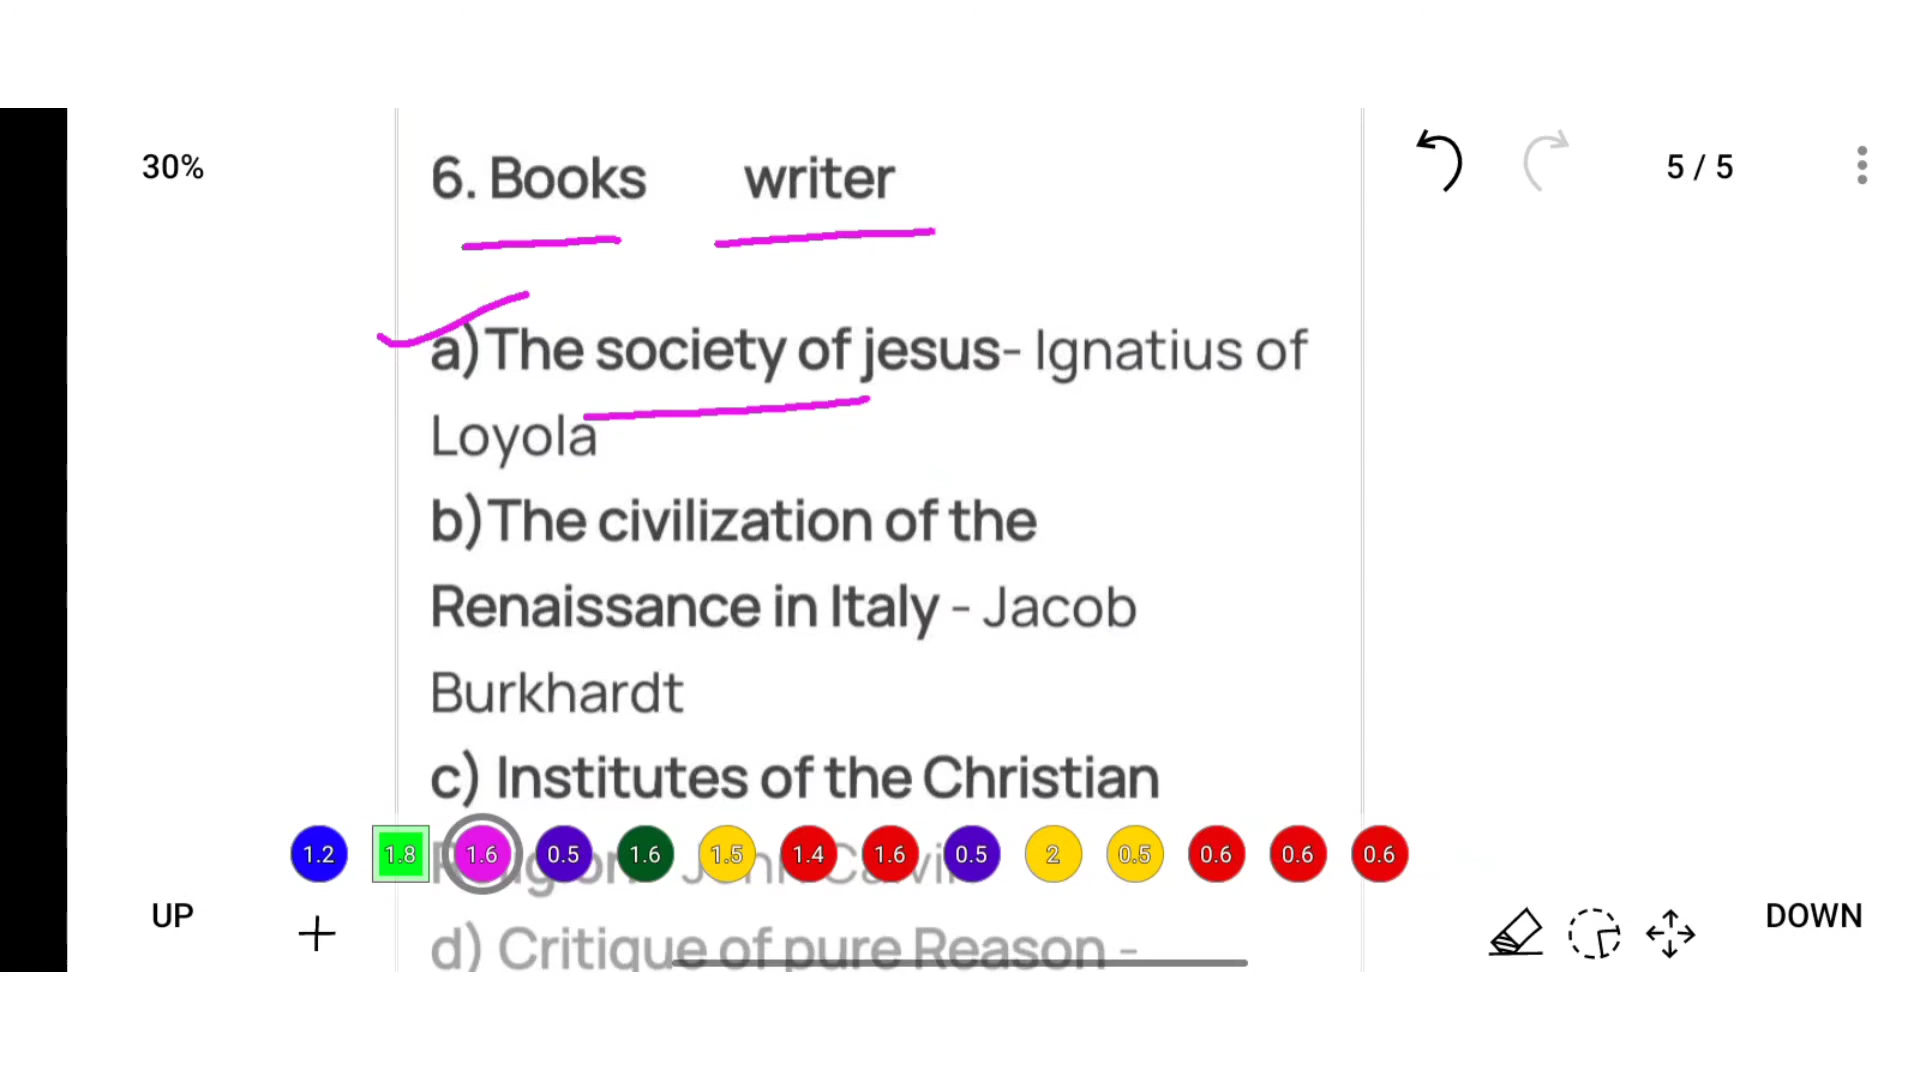 30%
6. Books writer
5 / 5
a)The society of jesus- Ignatius of
Loyola
b)The civilization of the
Renaissance in Italy - Jacob
Burkhardt
c) Institutes of the Christian
Religion - John Calvin
1.2 1.8 1.6 0.5 1.6 1.5 1.4 1.6 0.5 2 0.5 0.6 0.6 0.6
UP
DOWN
d) Critique of pure Reason -